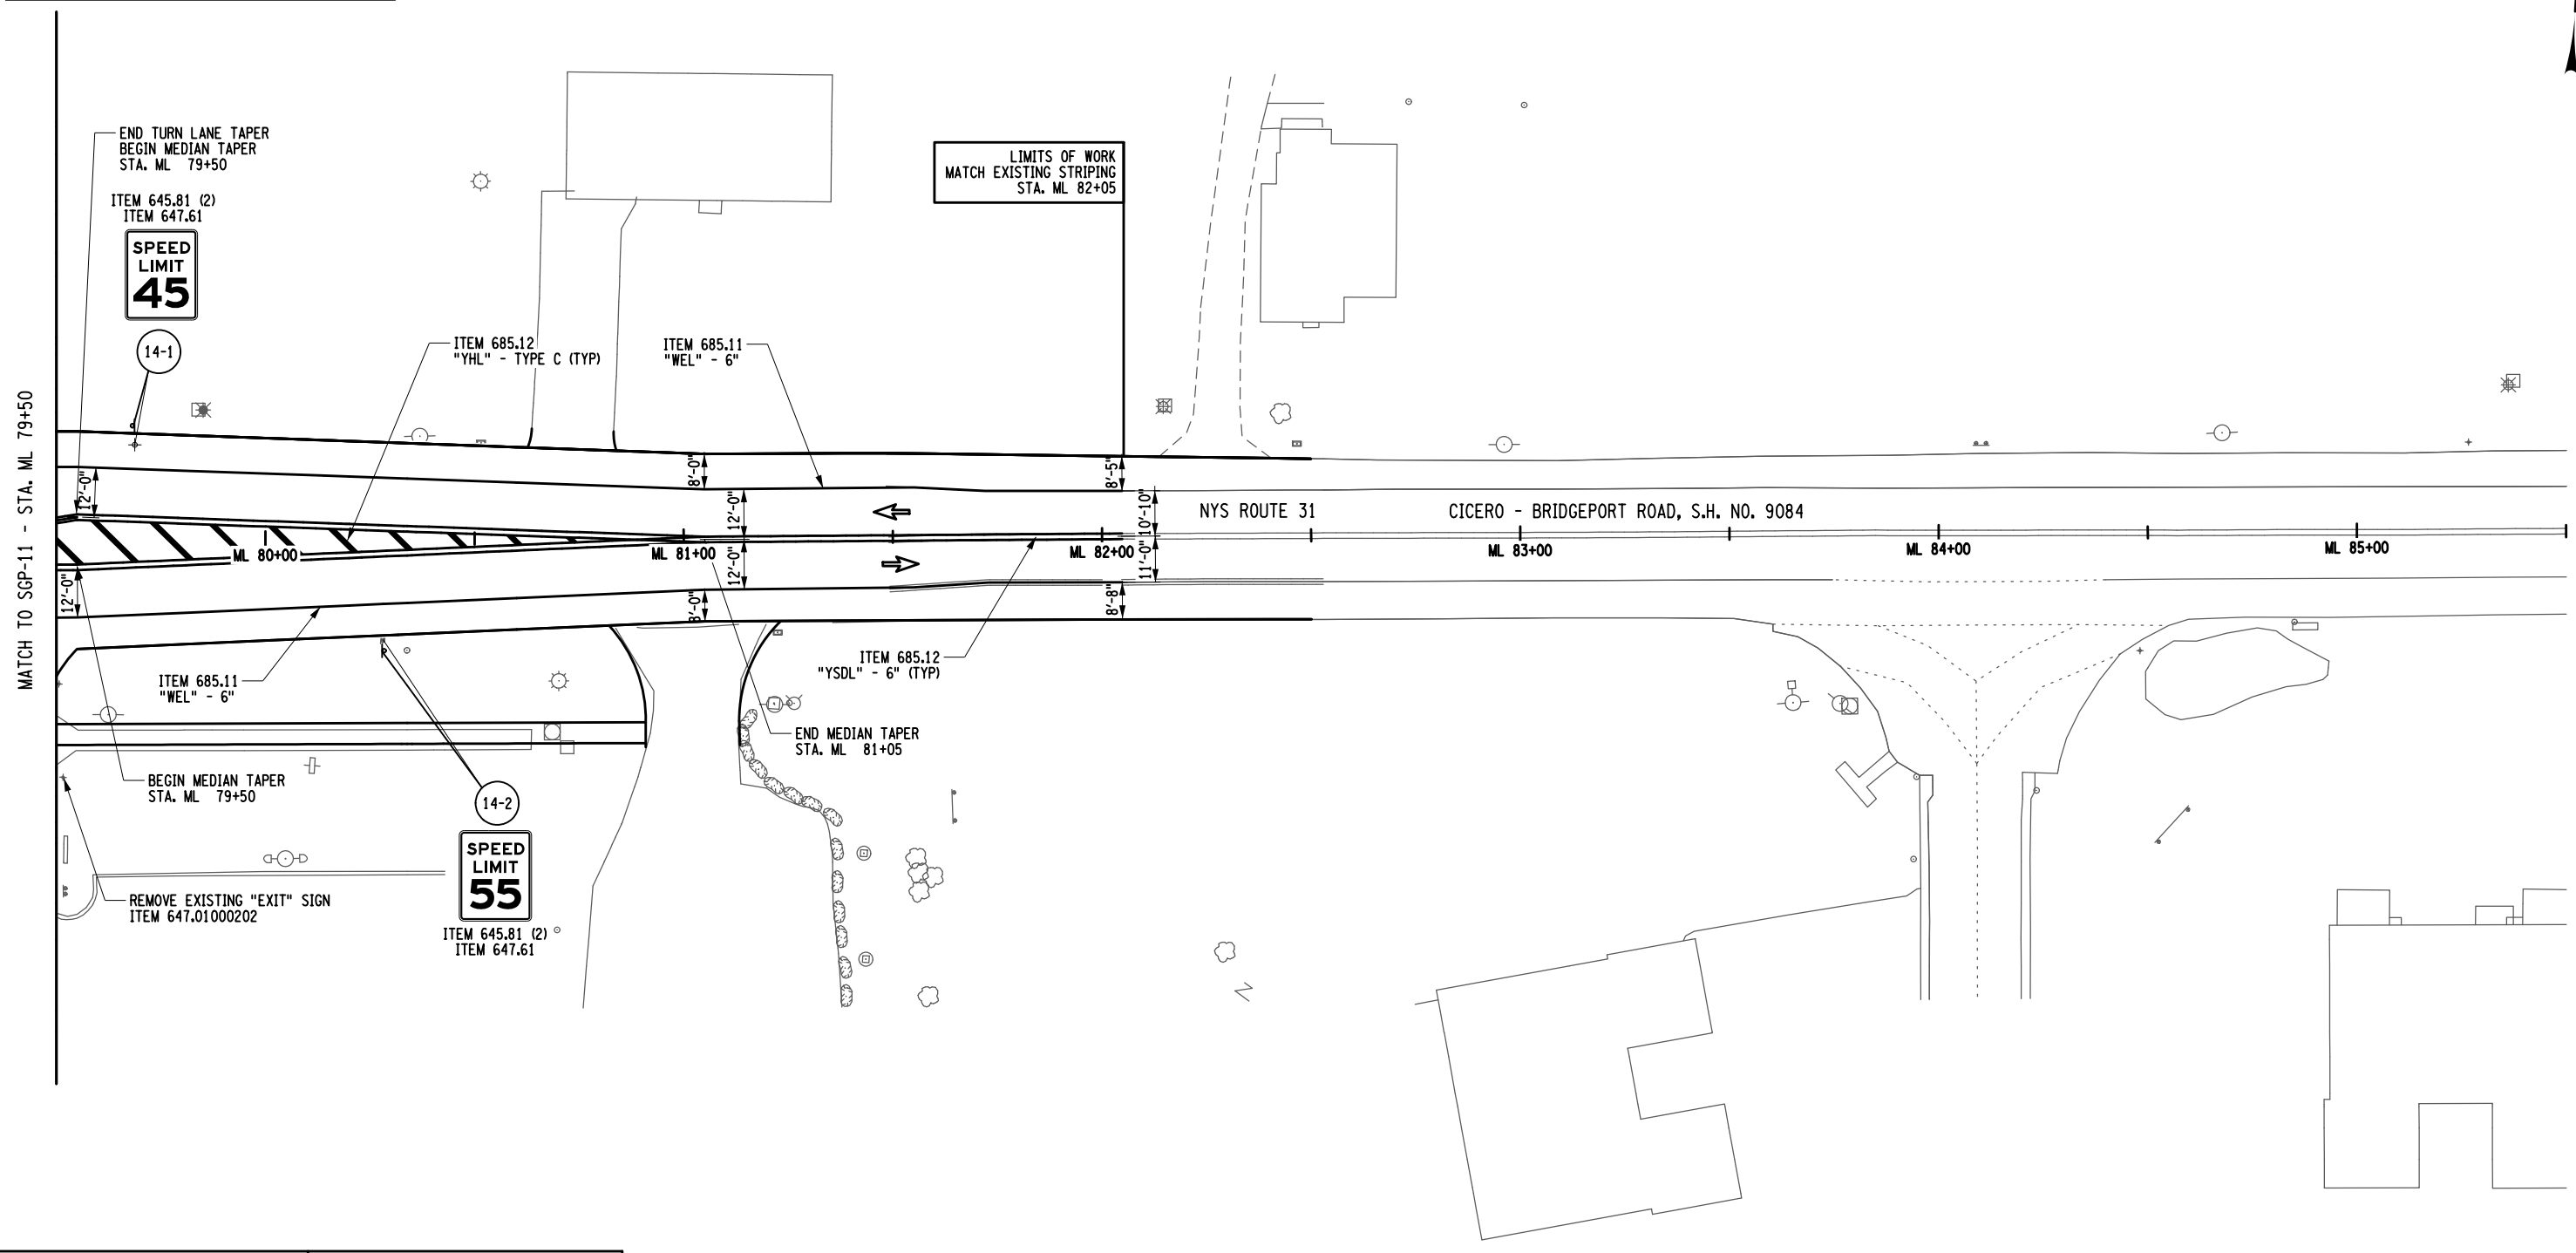 MATCH TO SGP-11 - STA. ML 79+50
END TURN LANE TAPER
BEGIN MEDIAN TAPER
STA. ML 79+50
ITEM 645.81 (2)
ITEM 647.61
SPEED
LIMIT
45
14-1
ITEM 685.12
"YHL" - TYPE C (TYP)
ITEM 685.11
"WEL" - 6"
LIMITS OF WORK
MATCH EXISTING STRIPING
STA. ML 82+05
12'-0"
8'-0"
12'-0"
8'-5"
10'-10"
NYS ROUTE 31
CICERO - BRIDGEPORT ROAD, S.H. NO. 9084
ML 80+00
ML 81+00
ML 82+00
ML 83+00
ML 84+00
ML 85+00
12'-0"
8'-0"
12'-0"
8'-8"
11'-0"
ITEM 685.11
"WEL" - 6"
ITEM 685.12
"YSDL" - 6" (TYP)
END MEDIAN TAPER
STA. ML 81+05
BEGIN MEDIAN TAPER
STA. ML 79+50
14-2
SPEED
LIMIT
55
ITEM 645.81 (2)
ITEM 647.61
REMOVE EXISTING "EXIT" SIGN
ITEM 647.01000202